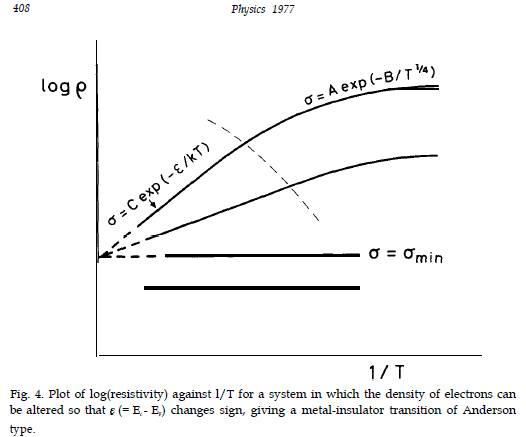 408 Physics 1977
log ρ
σ = A exp(-B/T^1/4)
σ = C exp(-ε/kT)
σ = σmin
1/T
Fig. 4. Plot of log(resistivity) against 1/T for a system in which the density of electrons can
be altered so that ε (= Ec - EF) changes sign, giving a metal-insulator transition of Anderson
type.